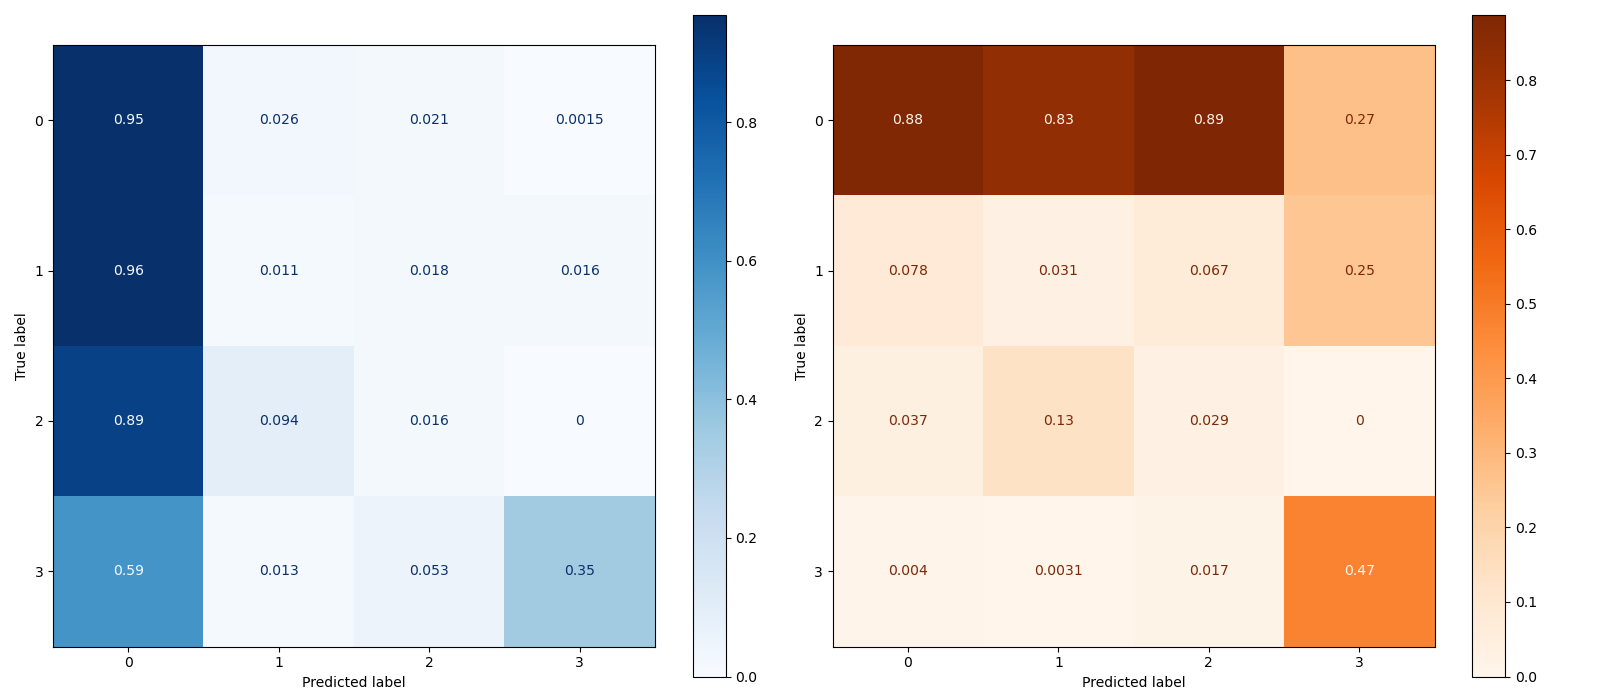 0 0.95 0.026 0.021 0.0015
1 0.96 0.011 0.018 0.016
2 0.89 0.094 0.016 0
3 0.59 0.013 0.053 0.35
0 1 2 3
True label
Predicted label
0.8
0.6
0.4
0.2
0.0
0 0.88 0.83 0.89 0.27
1 0.078 0.031 0.067 0.25
2 0.037 0.13 0.029 0
3 0.004 0.0031 0.017 0.47
0 1 2 3
True label
Predicted label
0.8
0.7
0.6
0.5
0.4
0.3
0.2
0.1
0.0